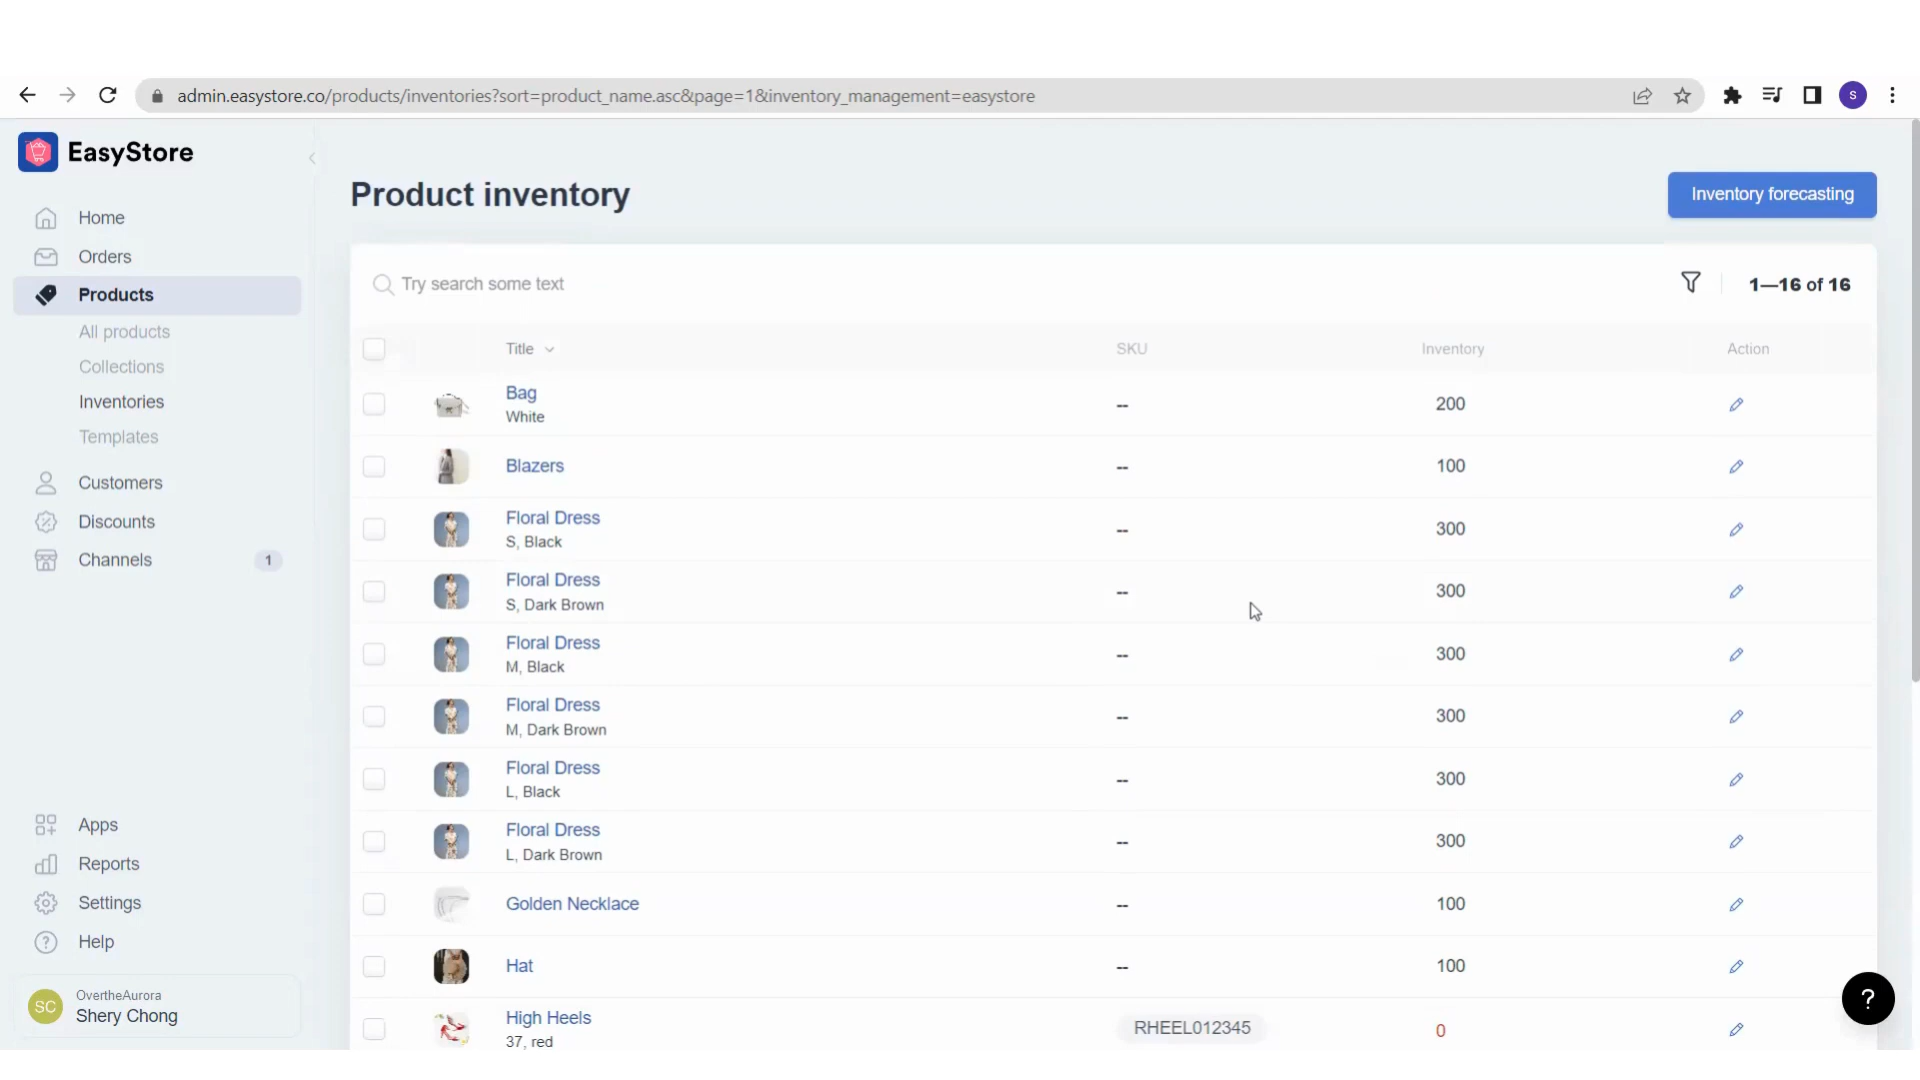 admin.easystore.co/products/inventories?sort=product_name.asc&page=1&inventory_management=easystore
S
EasyStore
Home
Orders
Products
All products
Collections
Inventories
Templates
Customers
Discounts
Channels 1
Apps
Reports
Settings
Help
SC
OvertheAurora
Shery Chong
Product inventory
Inventory forecasting
Try search some text
1—16 of 16
Title SKU Inventory Action
Bag
White
-- 200
Blazers -- 100
Floral Dress
S, Black
-- 300
Floral Dress
S, Dark Brown
-- 300
Floral Dress
M, Black
-- 300
Floral Dress
M, Dark Brown
-- 300
Floral Dress
L, Black
-- 300
Floral Dress
L, Dark Brown
-- 300
Golden Necklace -- 100
Hat -- 100
High Heels
37, red
RHEEL012345 0
?